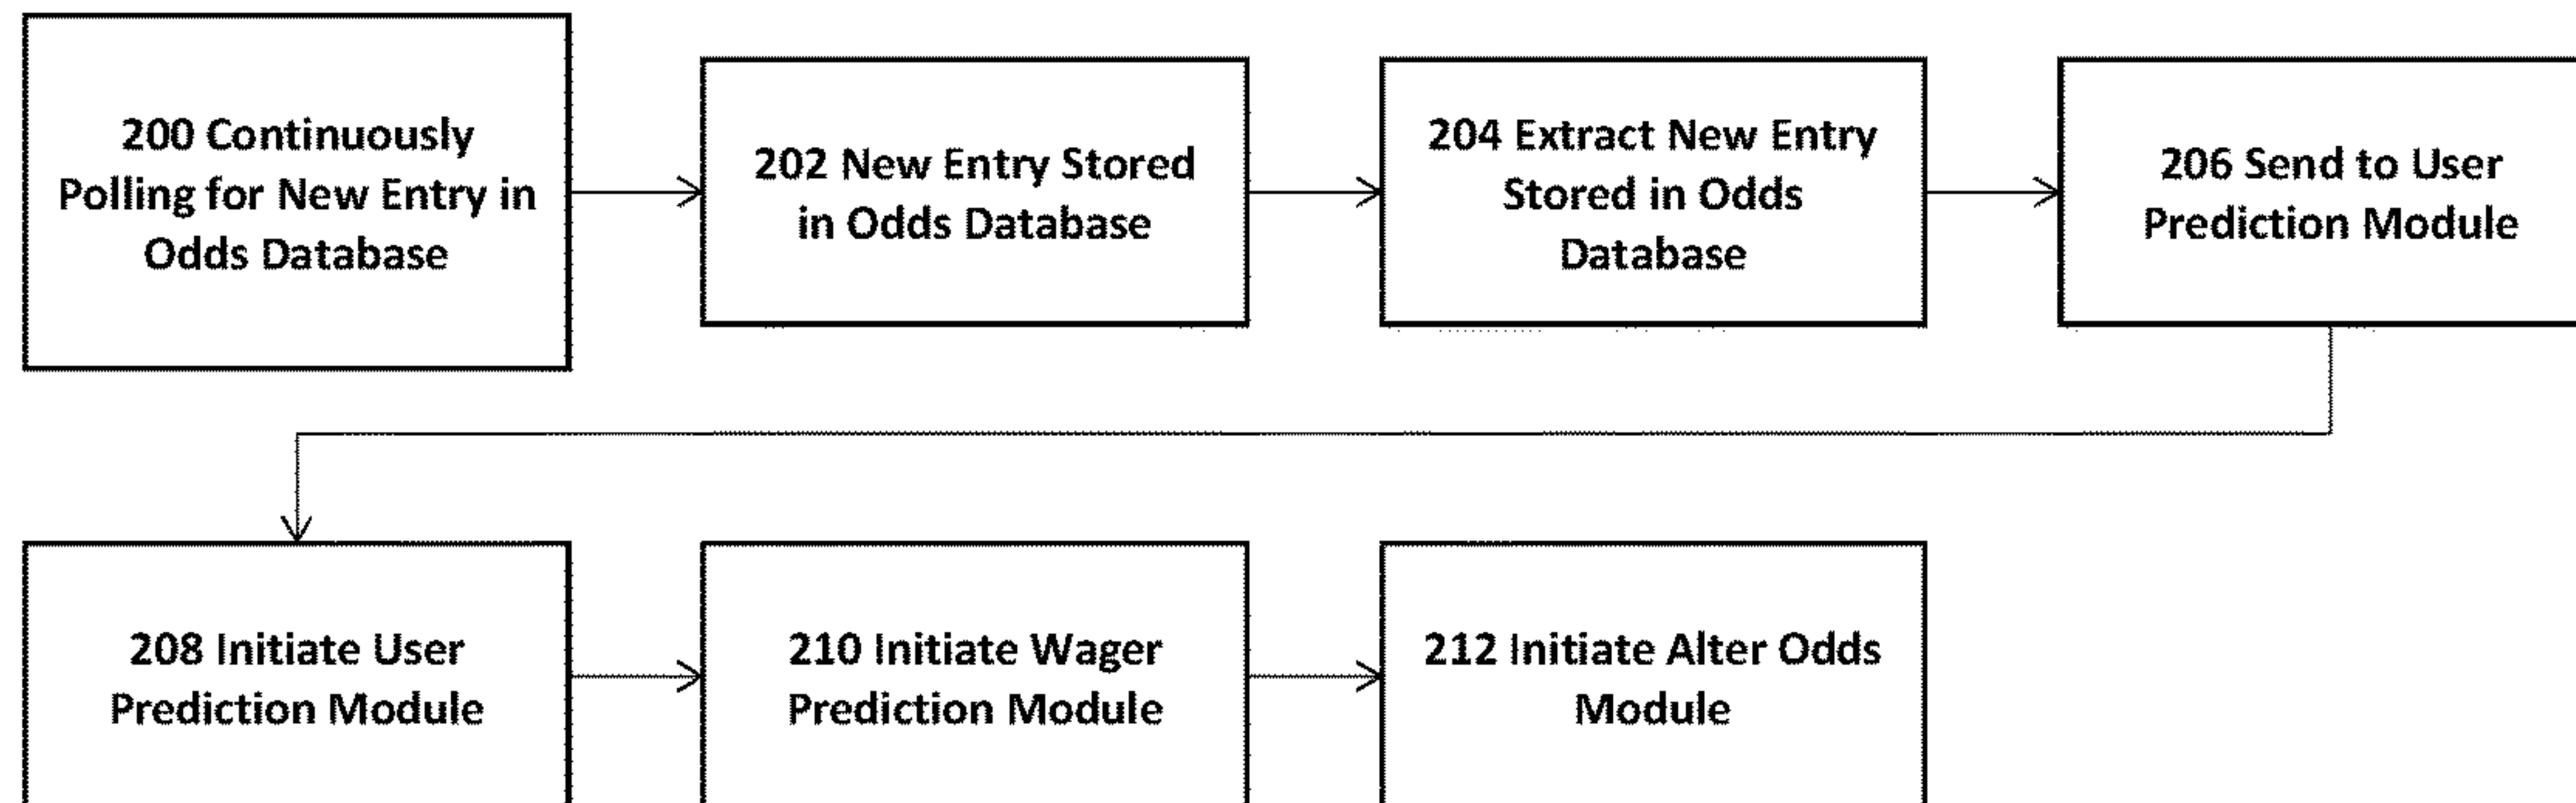 200 Continuously
Polling for New Entry in
Odds Database
202 New Entry Stored
in Odds Database
204 Extract New Entry
Stored in Odds
Database
206 Send to User
Prediction Module
208 Initiate User
Prediction Module
210 Initiate Wager
Prediction Module
212 Initiate Alter Odds
Module